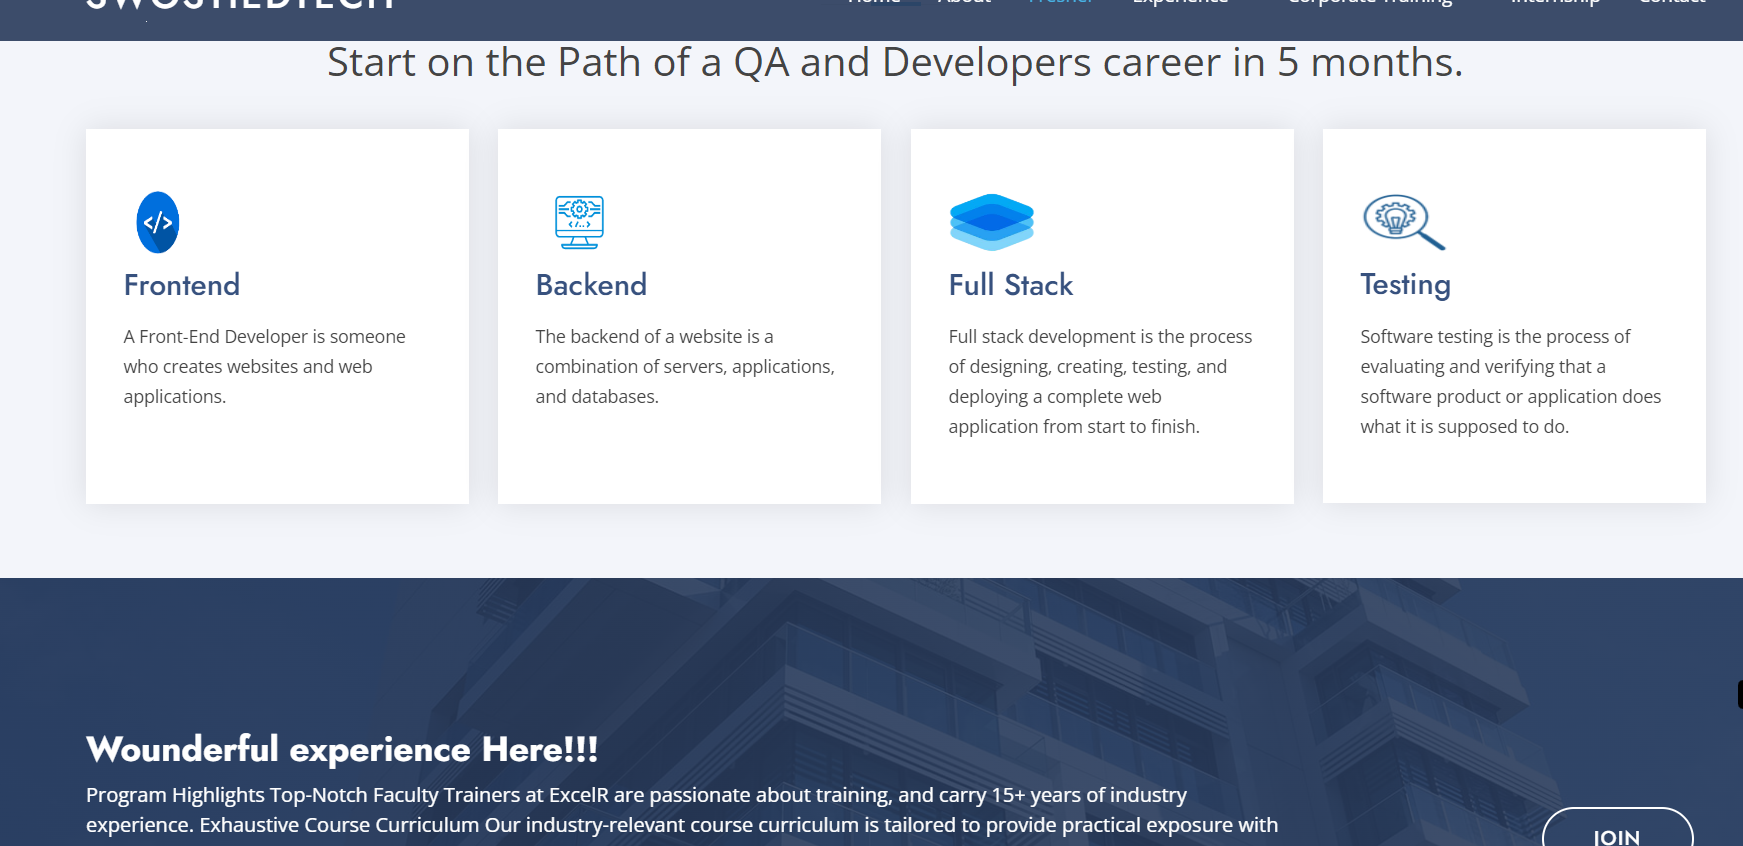 SWOSTIEDTECH
Home About Fresher Experience Corporate Training Internship Contact
Start on the Path of a QA and Developers career in 5 months.
</>
Frontend
A Front-End Developer is someone
who creates websites and web
applications.
Backend
The backend of a website is a
combination of servers, applications,
and databases.
Full Stack
Full stack development is the process
of designing, creating, testing, and
deploying a complete web
application from start to finish.
Testing
Software testing is the process of
evaluating and verifying that a
software product or application does
what it is supposed to do.
Wounderful experience Here!!!
Program Highlights Top-Notch Faculty Trainers at ExcelR are passionate about training, and carry 15+ years of industry
experience. Exhaustive Course Curriculum Our industry-relevant course curriculum is tailored to provide practical exposure with
JOIN